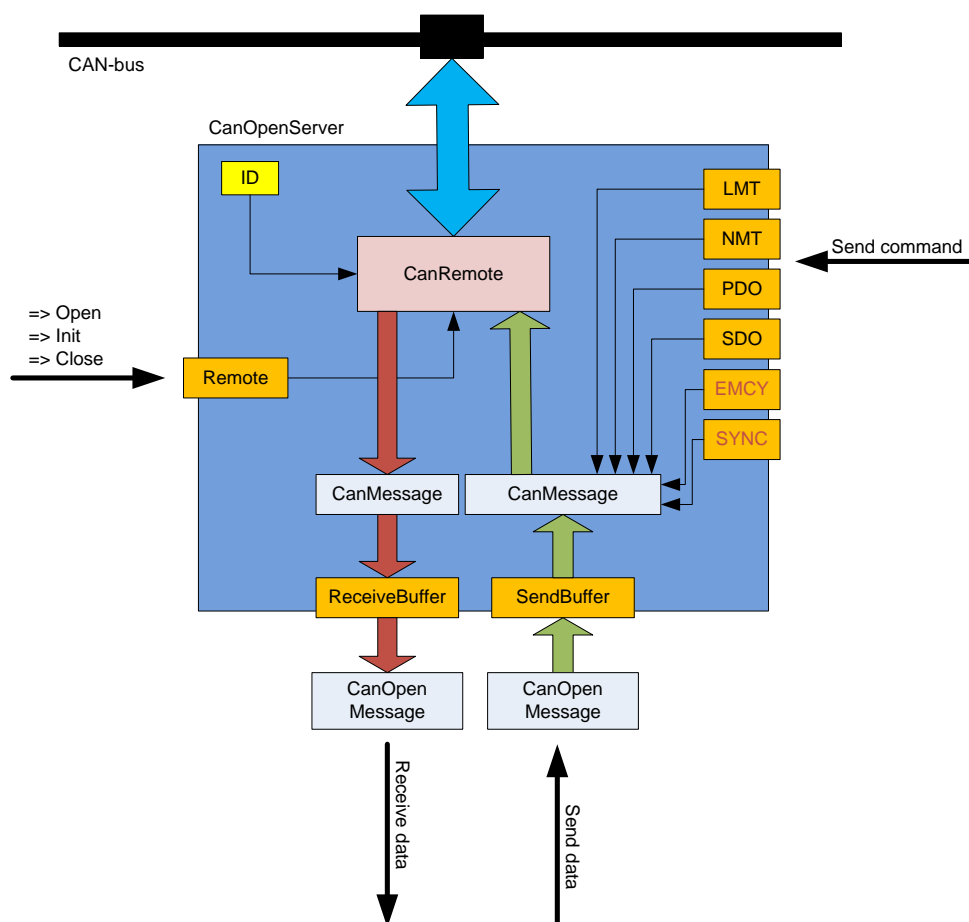 CAN-bus
CanOpenServer
ID
LMT
NMT
Send command
CanRemote
PDO
=> Open
=> Init
=> Close
SDO
Remote
EMCY
SYNC
CanMessage
CanMessage
ReceiveBuffer
SendBuffer
CanOpen
Message
CanOpen
Message
Receive data
Send data